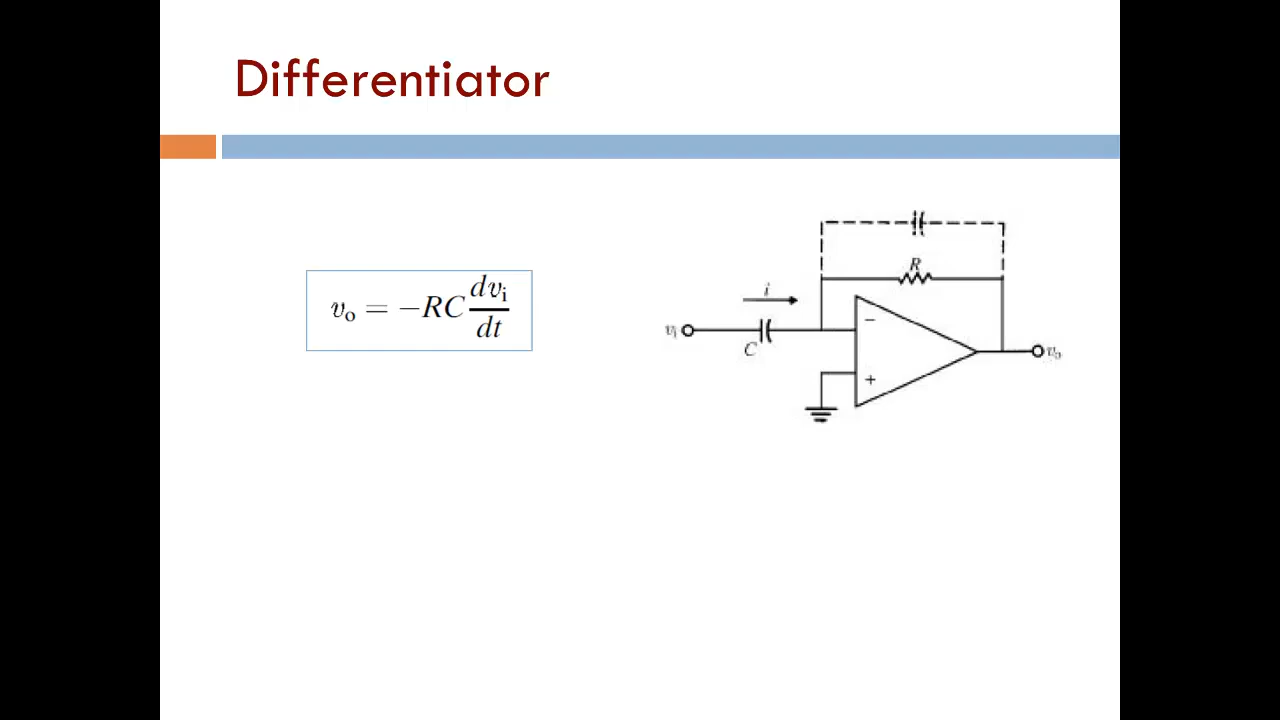 Differentiator
v_o = −RC dv_i/dt
R
i
v_i
C
−
+
v_o